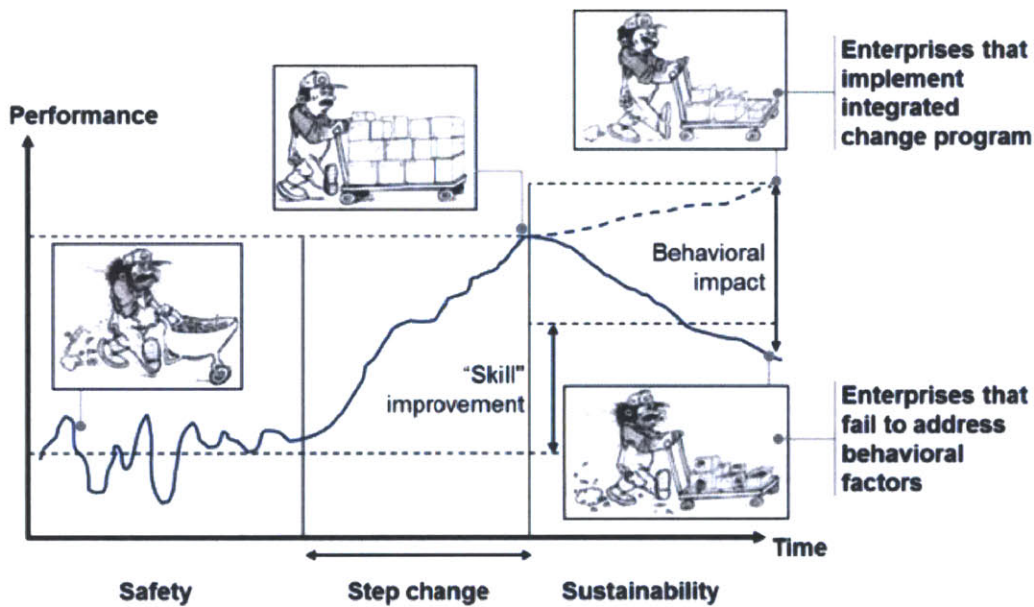 Performance
Enterprises that
implement
integrated
change program
Behavioral
impact
"Skill"
improvement
Enterprises that
fail to address
behavioral
factors
Time
Safety
Step change
Sustainability